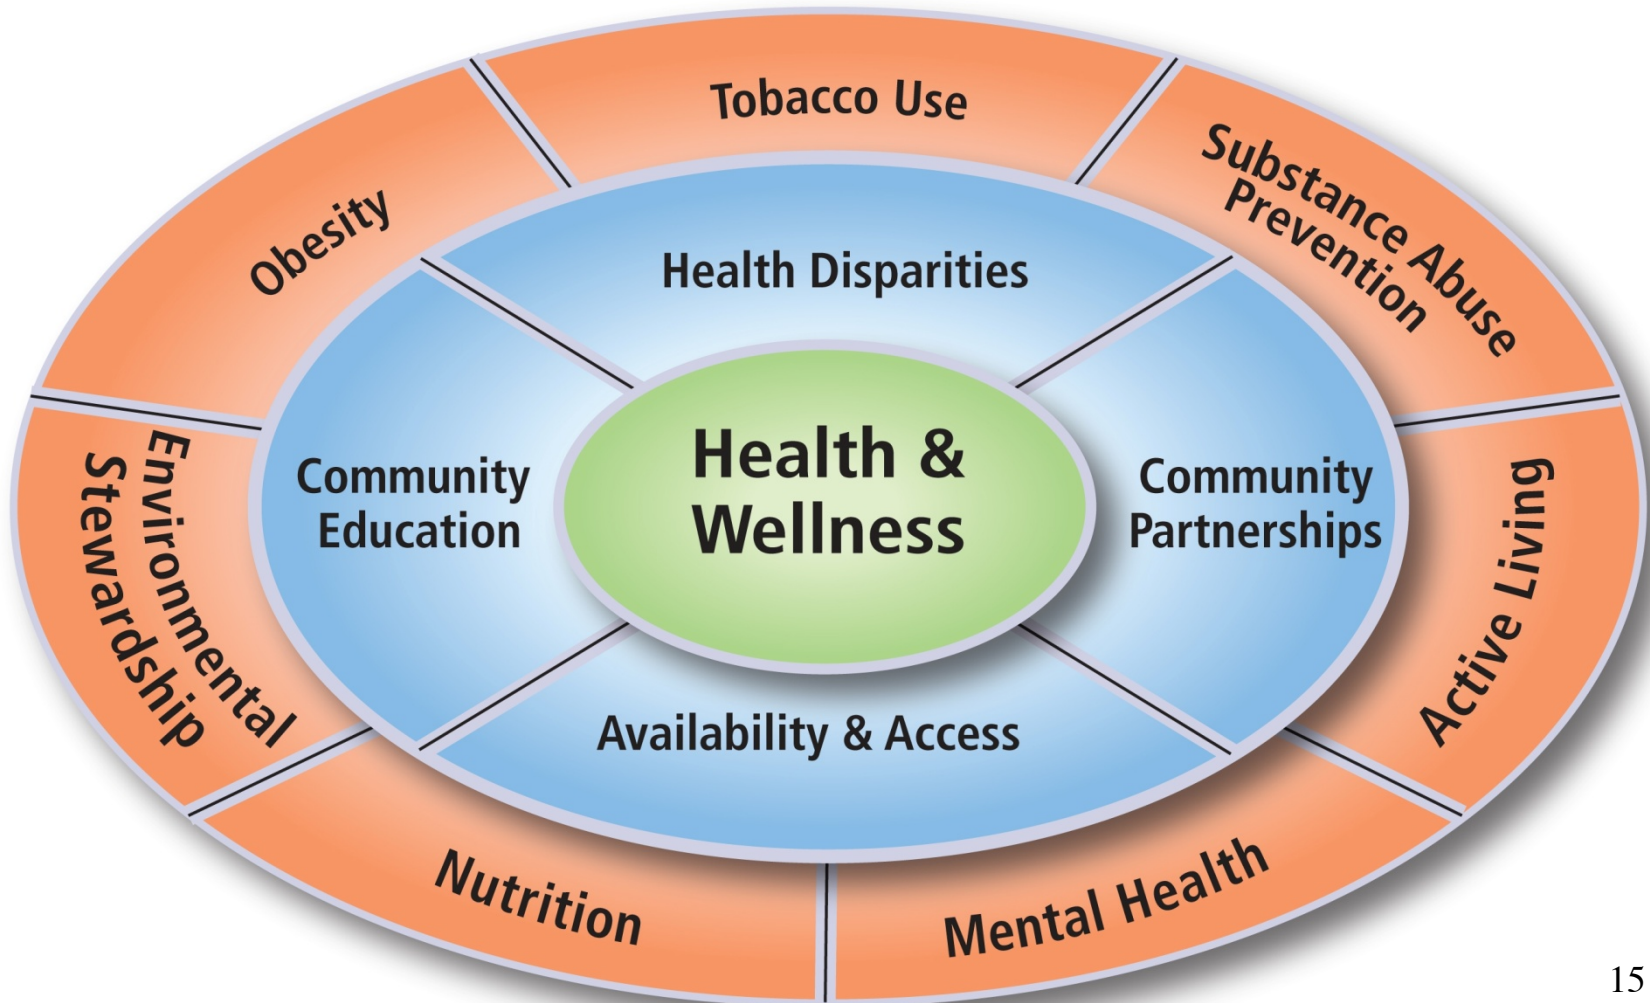 Tobacco Use
Substance Abuse
Prevention
Obesity
Health Disparities
Health &
Wellness
Community
Education
Community
Partnerships
Environmental
Stewardship
Active Living
Availability & Access
Nutrition
Mental Health
15